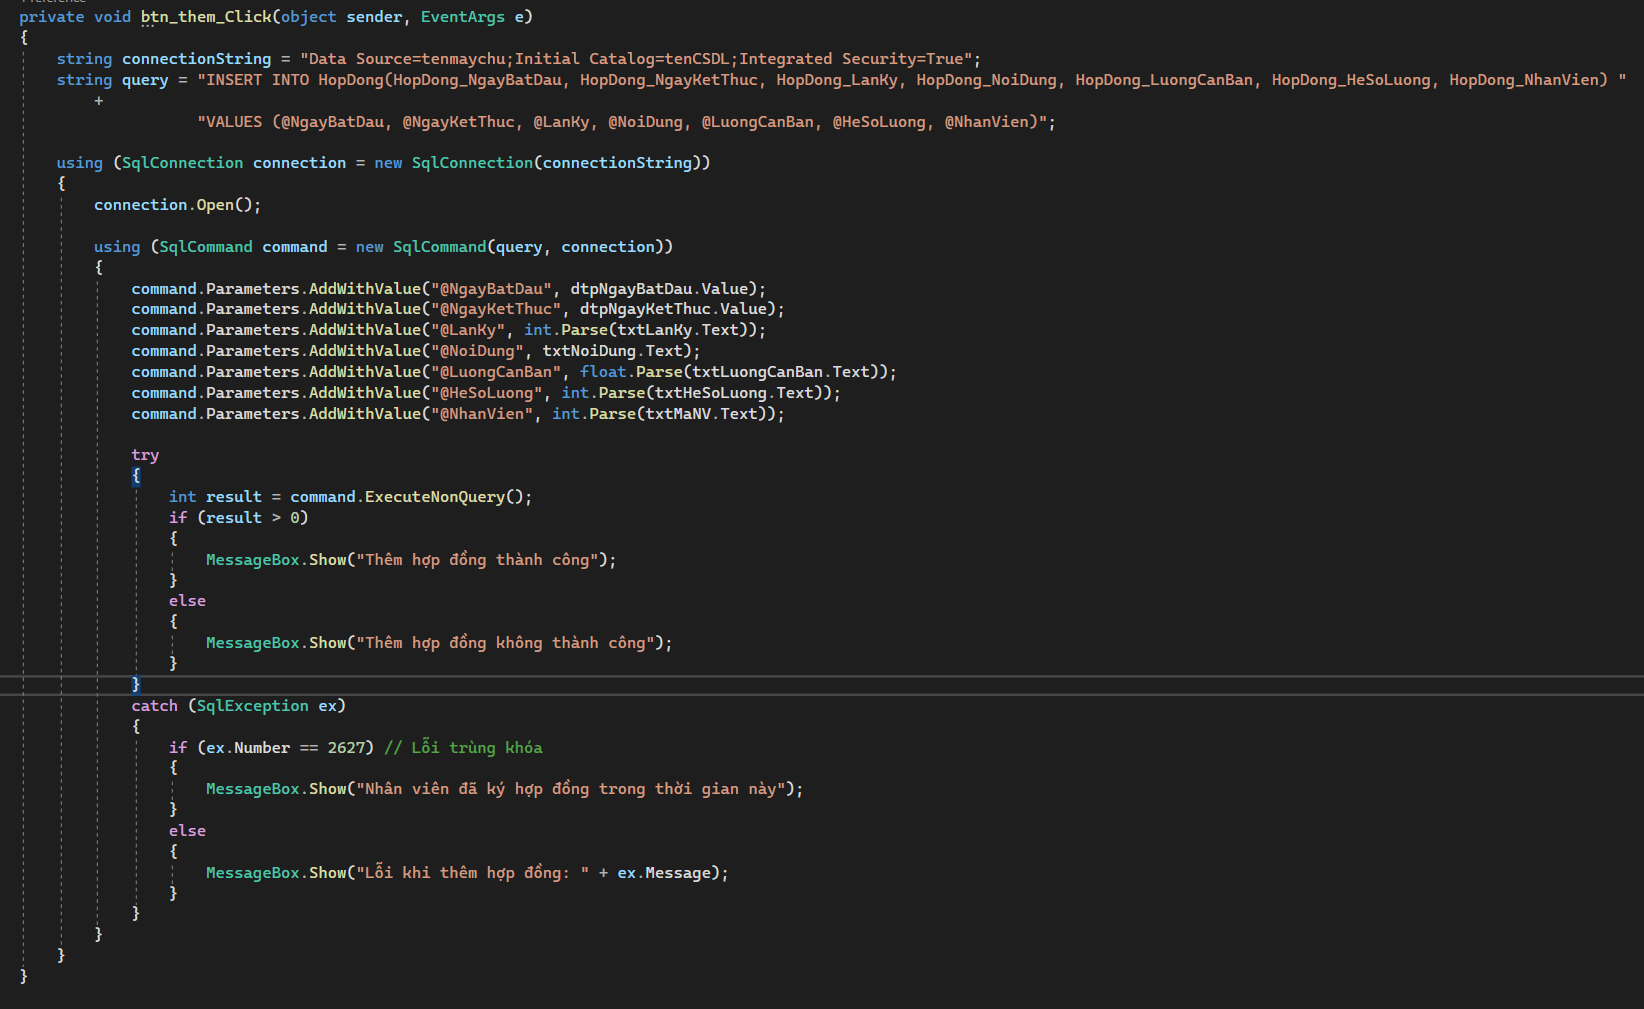 private void btn_them_Click(object sender, EventArgs e)
{
string connectionString = "Data Source=tenmaychu;Initial Catalog=tenCSDL;Integrated Security=True";
string query = "INSERT INTO HopDong(HopDong_NgayBatDau, HopDong_NgayKetThuc, HopDong_LanKy, HopDong_NoiDung, HopDong_LuongCanBan, HopDong_HeSoLuong, HopDong_NhanVien) "
+
"VALUES (@NgayBatDau, @NgayKetThuc, @LanKy, @NoiDung, @LuongCanBan, @HeSoLuong, @NhanVien)";
using (SqlConnection connection = new SqlConnection(connectionString))
{
connection.Open();
using (SqlCommand command = new SqlCommand(query, connection))
{
command.Parameters.AddWithValue("@NgayBatDau", dtpNgayBatDau.Value);
command.Parameters.AddWithValue("@NgayKetThuc", dtpNgayKetThuc.Value);
command.Parameters.AddWithValue("@LanKy", int.Parse(txtLanKy.Text));
command.Parameters.AddWithValue("@NoiDung", txtNoiDung.Text);
command.Parameters.AddWithValue("@LuongCanBan", float.Parse(txtLuongCanBan.Text));
command.Parameters.AddWithValue("@HeSoLuong", int.Parse(txtHeSoLuong.Text));
command.Parameters.AddWithValue("@NhanVien", int.Parse(txtMaNV.Text));
try
{
int result = command.ExecuteNonQuery();
if (result > 0)
{
MessageBox.Show("Thêm hợp đồng thành công");
}
else
{
MessageBox.Show("Thêm hợp đồng không thành công");
}
}
catch (SqlException ex)
{
if (ex.Number == 2627) // Lỗi trùng khóa
{
MessageBox.Show("Nhân viên đã ký hợp đồng trong thời gian này");
}
else
{
MessageBox.Show("Lỗi khi thêm hợp đồng: " + ex.Message);
}
}
}
}
}